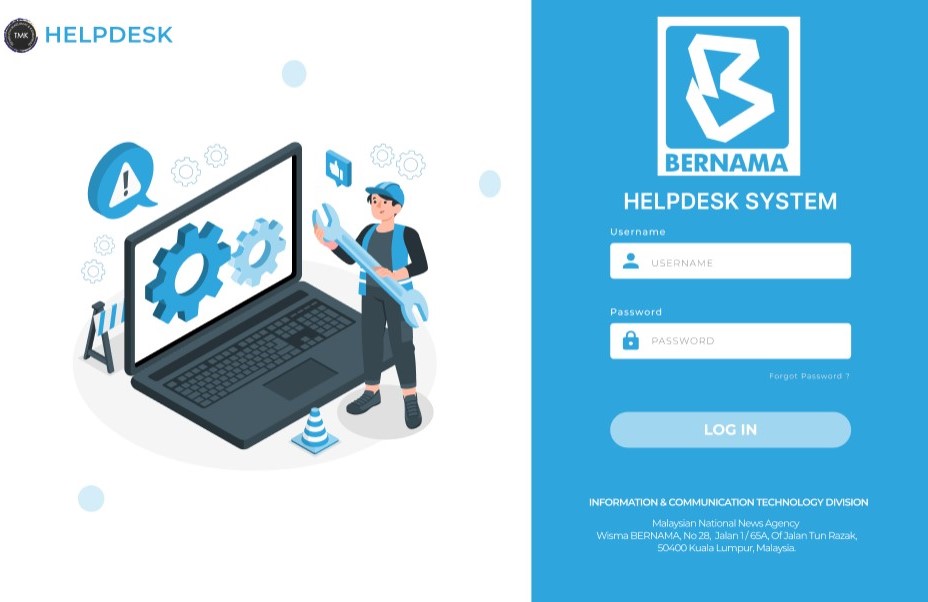 TMK
HELPDESK
BERNAMA
HELPDESK SYSTEM
Username
USERNAME
Password
PASSWORD
Forgot Password ?
LOG IN
INFORMATION & COMMUNICATION TECHNOLOGY DIVISION
Malaysian National News Agency
Wisma BERNAMA, No 28, Jalan 1 / 65A, Of Jalan Tun Razak,
50400 Kuala Lumpur, Malaysia.